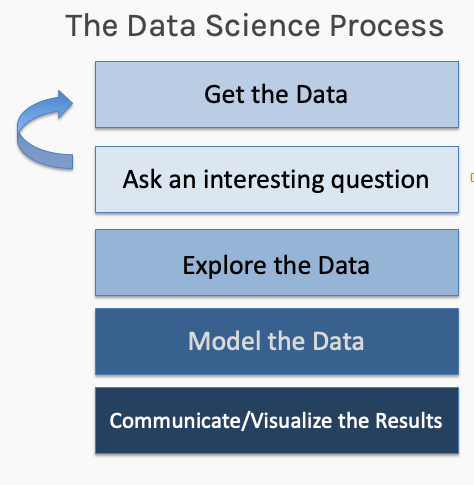 The Data Science Process
Get the Data
Ask an interesting question
Explore the Data
Model the Data
Communicate/Visualize the Results